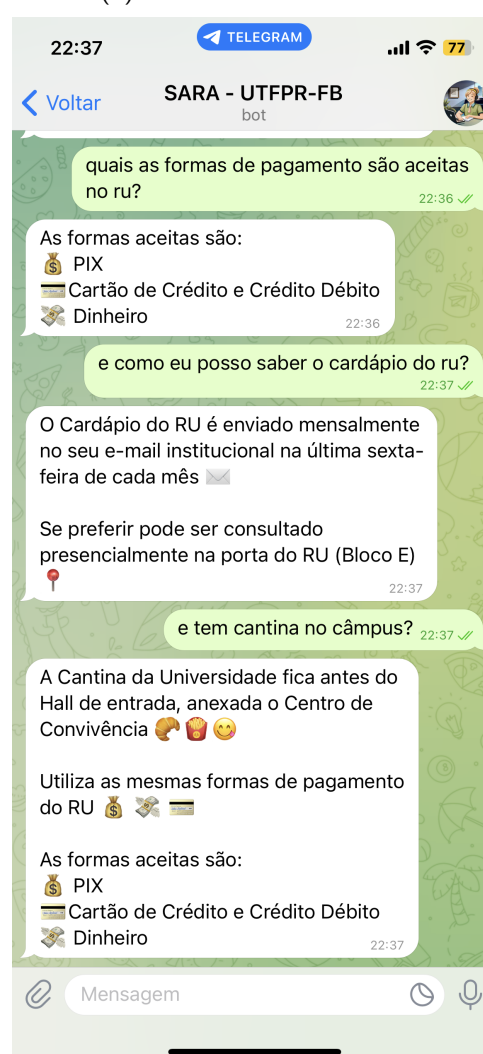 22:37
TELEGRAM
77
Voltar
SARA - UTFPR-FB
bot
quais as formas de pagamento são aceitas
no ru?
22:36
As formas aceitas são:
💰 PIX
💳Cartão de Crédito e Crédito Débito
💸 Dinheiro
22:36
e como eu posso saber o cardápio do ru?
22:37
O Cardápio do RU é enviado mensalmente
no seu e-mail institucional na última sexta-
feira de cada mês ✉️
Se preferir pode ser consultado
presencialmente na porta do RU (Bloco E)
📍
22:37
e tem cantina no câmpus?
22:37
A Cantina da Universidade fica antes do
Hall de entrada, anexada o Centro de
Convivência 🥐🍟😋
Utiliza as mesmas formas de pagamento
do RU 💰 💸 💳
As formas aceitas são:
💰 PIX
💳Cartão de Crédito e Crédito Débito
💸 Dinheiro
22:37
Mensagem